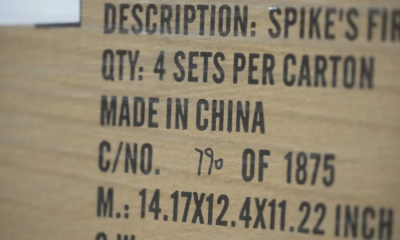 DESCRIPTION: SPIKE'S FIR
QTY: 4 SETS PER CARTON
MADE IN CHINA
C/NO. 790 OF 1875
M.: 14.17X12.4X11.22 INCH